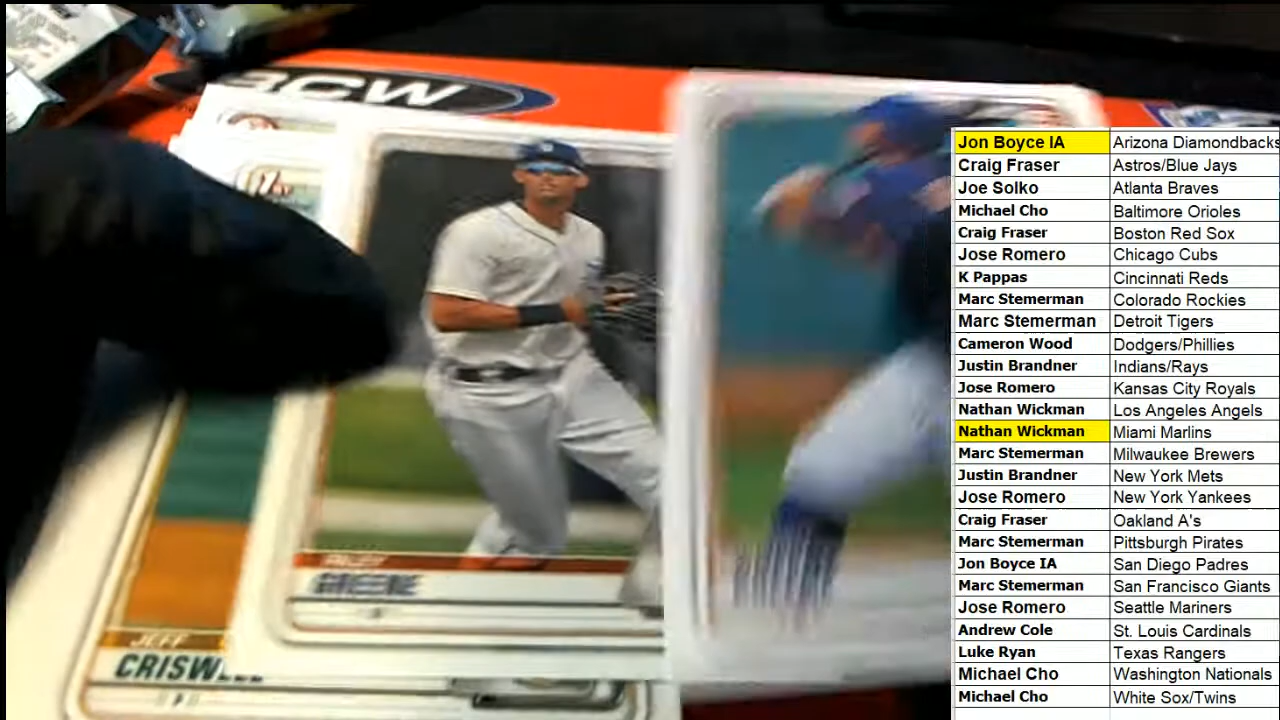 BCW
RILEY
GREENE
JEFF
CRISWELL
Jon Boyce IA Arizona Diamondbacks
Craig Fraser Astros/Blue Jays
Joe Solko Atlanta Braves
Michael Cho Baltimore Orioles
Craig Fraser Boston Red Sox
Jose Romero Chicago Cubs
K Pappas Cincinnati Reds
Marc Stemerman Colorado Rockies
Marc Stemerman Detroit Tigers
Cameron Wood Dodgers/Phillies
Justin Brandner Indians/Rays
Jose Romero Kansas City Royals
Nathan Wickman Los Angeles Angels
Nathan Wickman Miami Marlins
Marc Stemerman Milwaukee Brewers
Justin Brandner New York Mets
Jose Romero New York Yankees
Craig Fraser Oakland A's
Marc Stemerman Pittsburgh Pirates
Jon Boyce IA San Diego Padres
Marc Stemerman San Francisco Giants
Jose Romero Seattle Mariners
Andrew Cole St. Louis Cardinals
Luke Ryan Texas Rangers
Michael Cho Washington Nationals
Michael Cho White Sox/Twins